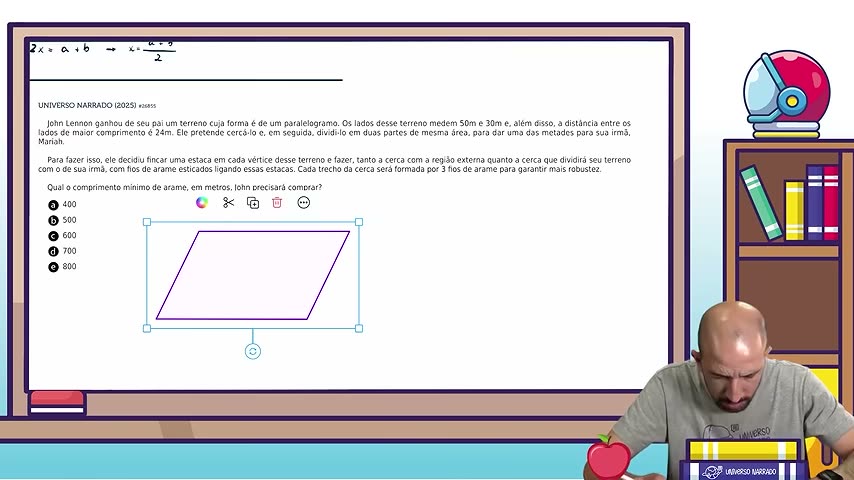 2x = a + b → x = a + b / 2
UNIVERSO NARRADO (2025) #26855
John Lennon ganhou de seu pai um terreno cuja forma é de um paralelogramo. Os lados desse terreno medem 50m e 30m e, além disso, a distância entre os
lados de maior comprimento é 24m. Ele pretende cercá-lo e, em seguida, dividi-lo em duas partes de mesma área, para dar uma das metades para sua irmã,
Mariah.
Para fazer isso, ele decidiu fincar uma estaca em cada vértice desse terreno e fazer, tanto a cerca com a região externa quanto a cerca que dividirá seu terreno
com o de sua irmã, com fios de arame esticados ligando essas estacas. Cada trecho da cerca será formada por 3 fios de arame para garantir mais robustez.
Qual o comprimento mínimo de arame, em metros, John precisará comprar?
a 400
b 500
c 600
d 700
e 800
UNIVERSO
UNIVERSO NARRADO